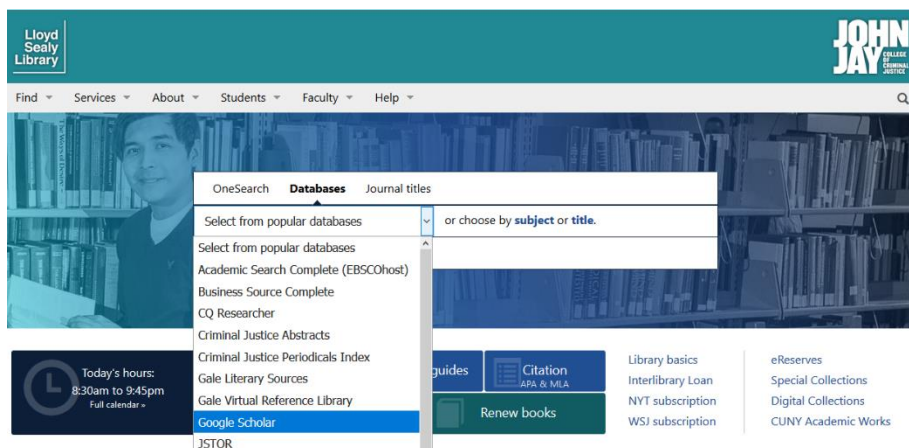 Lloyd
Sealy
Library
JOHN
JAY
COLLEGE
OF
CRIMINAL
JUSTICE
Find Services About Students Faculty Help
OneSearch Databases Journal titles
Select from popular databases or choose by subject or title.
Select from popular databases
Academic Search Complete (EBSCOhost)
Business Source Complete
CQ Researcher
Criminal Justice Abstracts
Criminal Justice Periodicals Index
Gale Literary Sources
Gale Virtual Reference Library
Google Scholar
JSTOR
Today's hours:
8:30am to 9:45pm
Full calendar »
guides
Citation
APA & MLA
Renew books
Library basics
Interlibrary Loan
NYT subscription
WSJ subscription
eReserves
Special Collections
Digital Collections
CUNY Academic Works